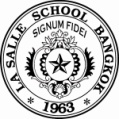 SIGNUM FIDEI
* LA SALLE SCHOOL BANGKOK *
1963